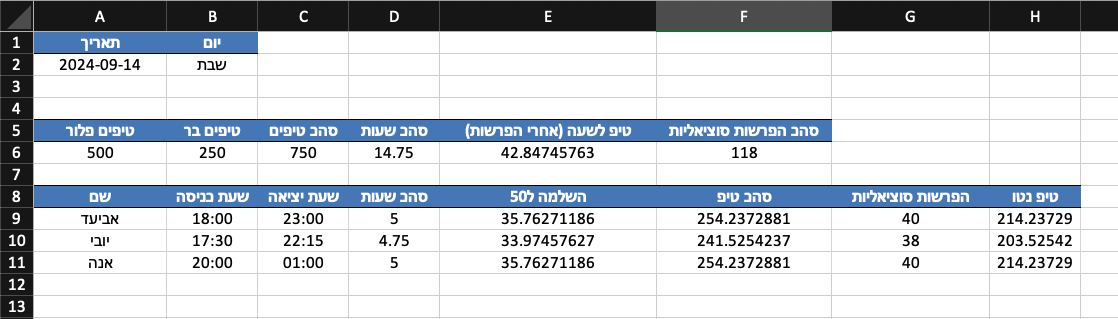 A B C D E F G H
1 תאריך יום
2 2024-09-14 שבת
3
4
5 טיפים פלור טיפים בר סהכ טיפים סהכ שעות טיפ לשעה (אחרי הפרשות) סהכ הפרשות סוציאליות
6 500 250 750 14.75 42.84745763 118
7
8 שם שעת כניסה שעת יציאה סהכ שעות השלמה ל50 סהכ טיפ הפרשות סוציאליות טיפ נטו
9 אביעד 18:00 23:00 5 35.76271186 254.2372881 40 214.23729
10 יובי 17:30 22:15 4.75 33.97457627 241.5254237 38 203.52542
11 אנה 20:00 01:00 5 35.76271186 254.2372881 40 214.23729
12
13